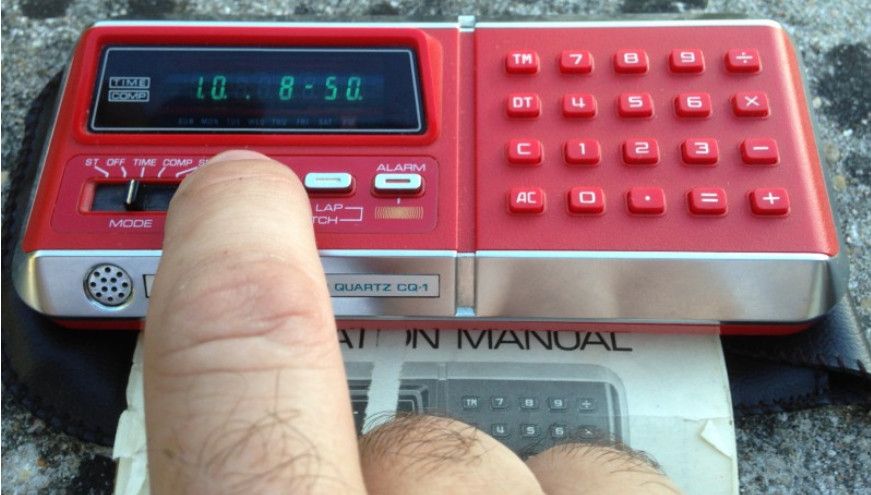 TIME
COMP
10. 8-50.
SUN MON TUE WED THU FRI SAT
ST OFF TIME COMP
MODE
LAP
ALARM
QUARTZ CQ-1
TM 7 8 9 ÷
DT 4 5 6 ×
C 1 2 3 −
AC 0 · = +
MANUAL
TM 7 8 9 ÷
4 5 6 ×